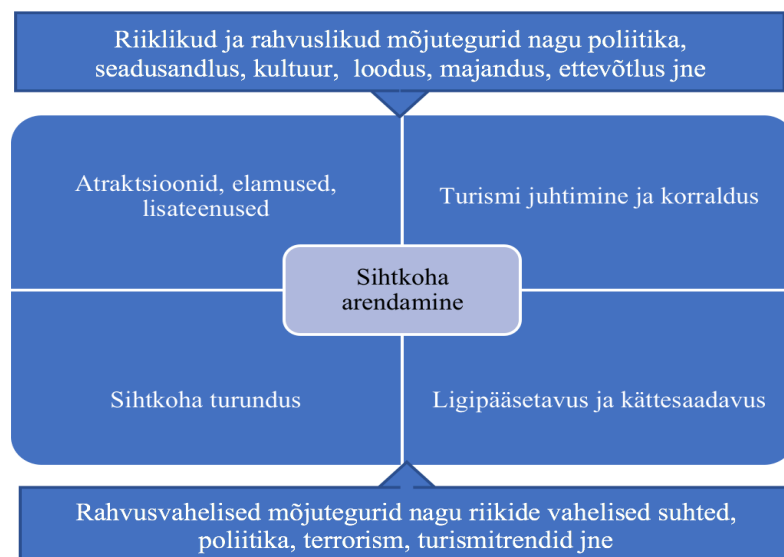 Riiklikud ja rahvuslikud mõjutegurid nagu poliitika,
seadusandlus, kultuur, loodus, majandus, ettevõtlus jne
Atraktsioonid, elamused,
lisateenused
Turismi juhtimine ja korraldus
Sihtkoha
arendamine
Sihtkoha turundus
Ligipääsetavus ja kättesaadavus
Rahvusvahelised mõjutegurid nagu riikide vahelised suhted,
poliitika, terrorism, turismitrendid jne